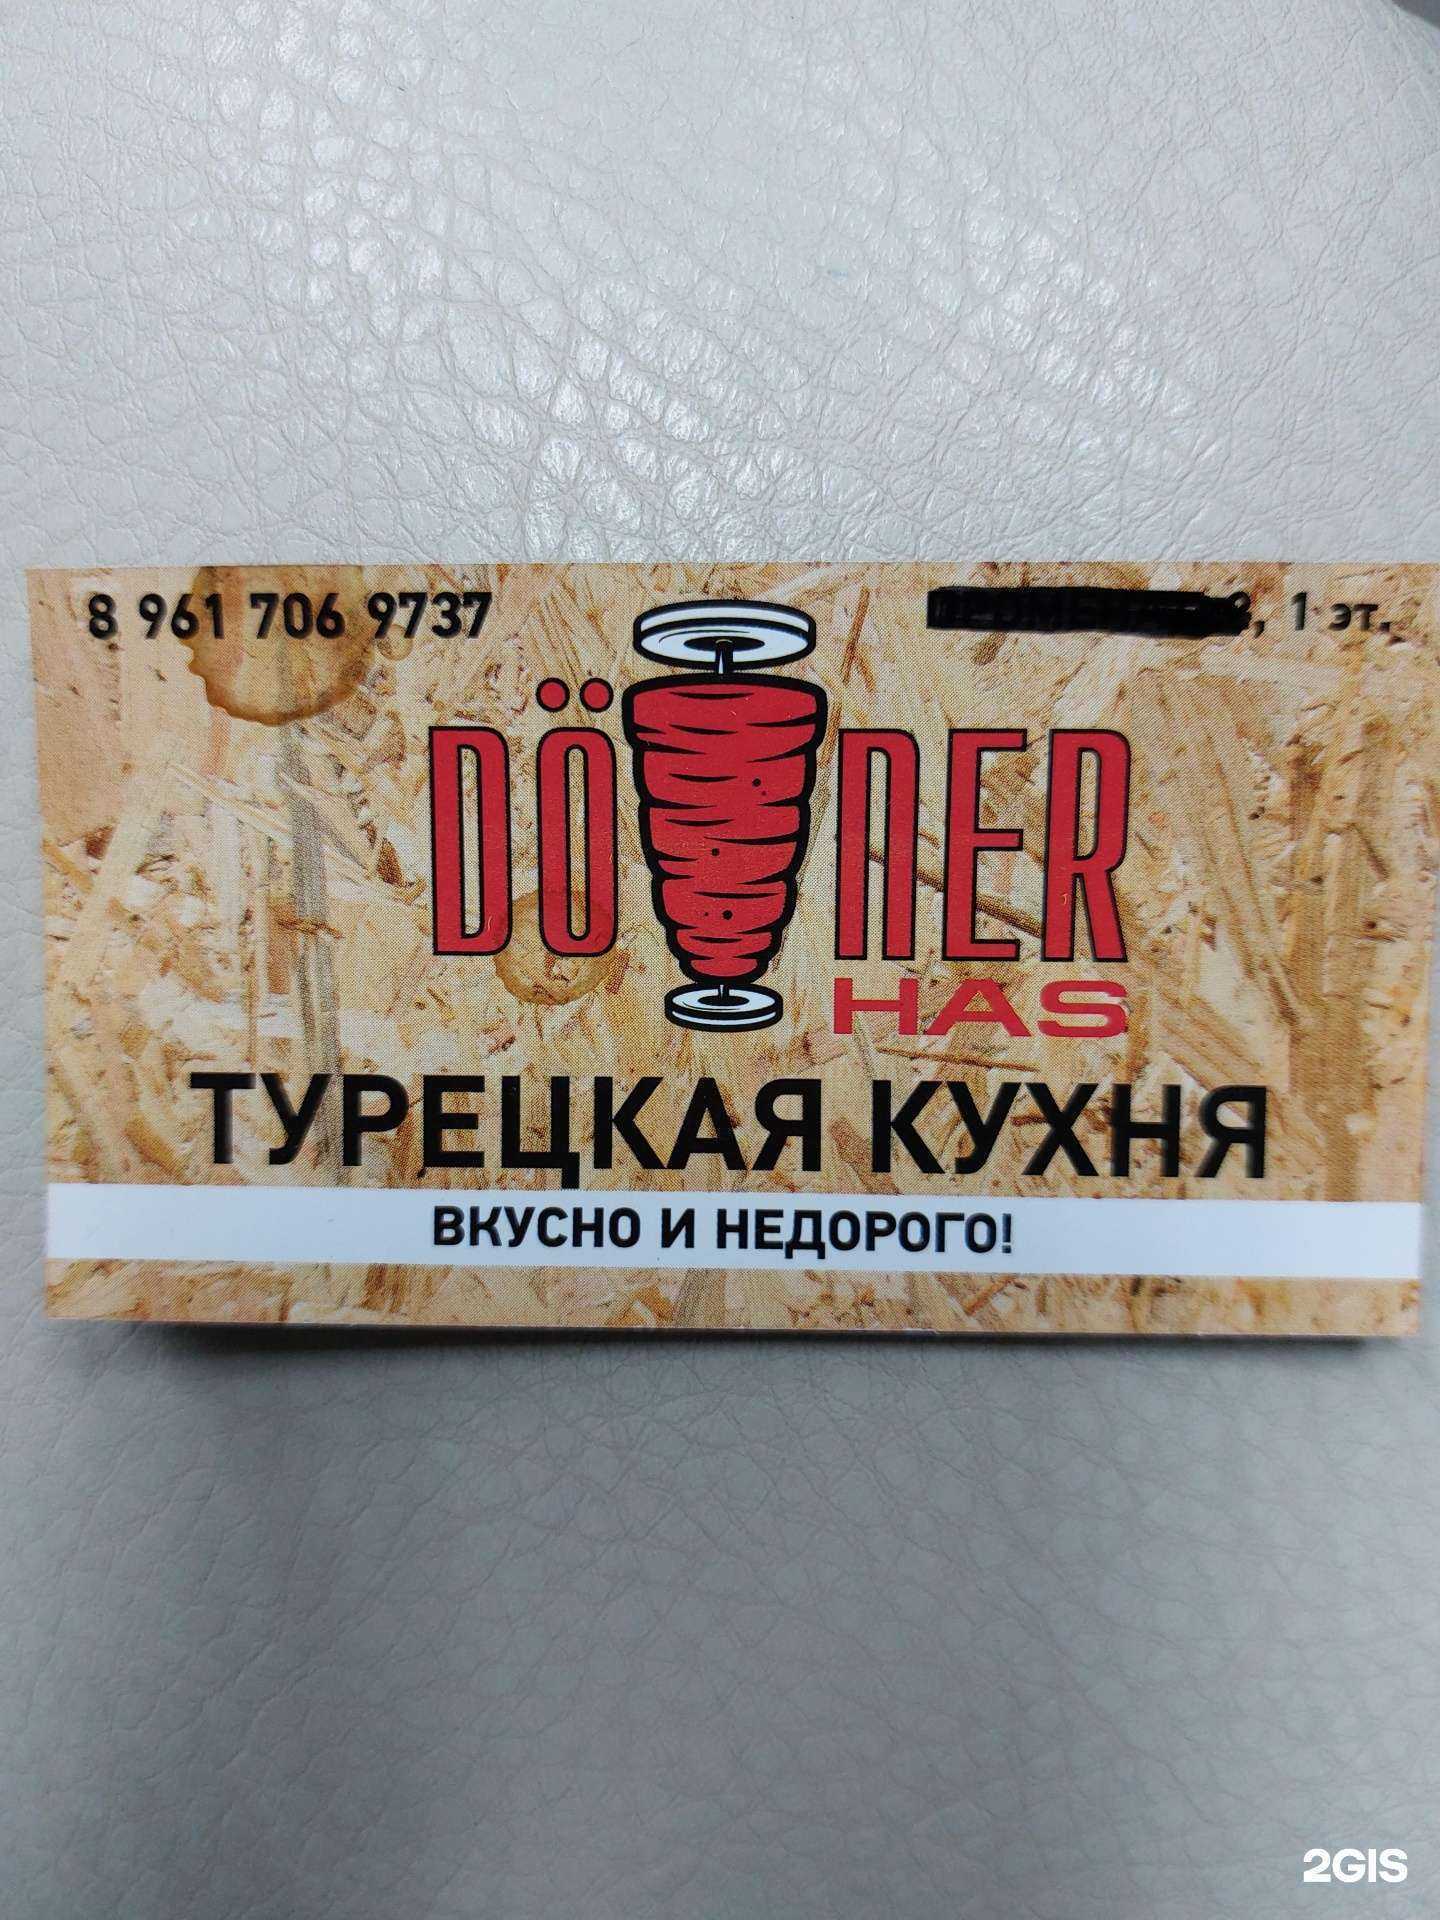 8 961 706 9737
, 1 эт.
DÖNER
HAS
ТУРЕЦКАЯ КУХНЯ
ВКУСНО И НЕДОРОГО!
2GIS